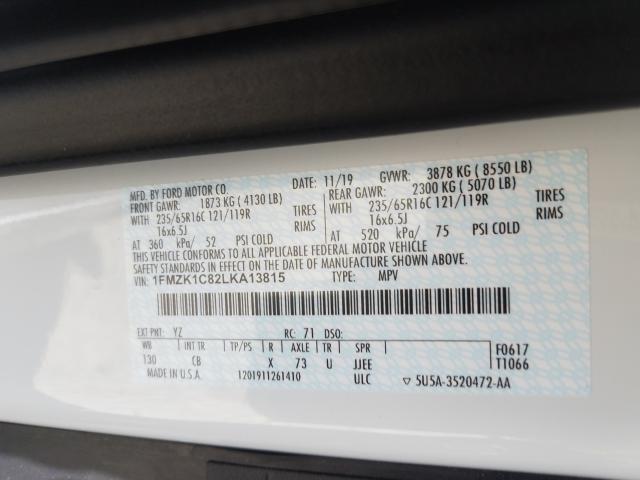 MFD. BY FORD MOTOR CO. DATE: 11/19 GVWR: 3878 KG ( 8550 LB)
FRONT GAWR: 1873 KG ( 4130 LB) REAR GAWR: 2300 KG ( 5070 LB)
WITH 235/65R16C 121/119R TIRES WITH 235/65R16C 121/119R TIRES
16x6.5J RIMS 16x6.5J RIMS
AT 360 kPa/ 52 PSI COLD AT 520 kPa/ 75 PSI COLD
THIS VEHICLE CONFORMS TO ALL APPLICABLE FEDERAL MOTOR VEHICLE
SAFETY STANDARDS IN EFFECT ON THE DATE OF MANUFACTURE SHOWN ABOVE.
VIN: 1FMZK1C82LKA13815 TYPE: MPV
EXT PNT: YZ RC: 71 DSO:
WB INT TR TP/PS R AXLE TR SPR F0617
130 CB X 73 U JJEE T1066
MADE IN U.S.A. 1201911261410 ULC 5U5A-3520472-AA